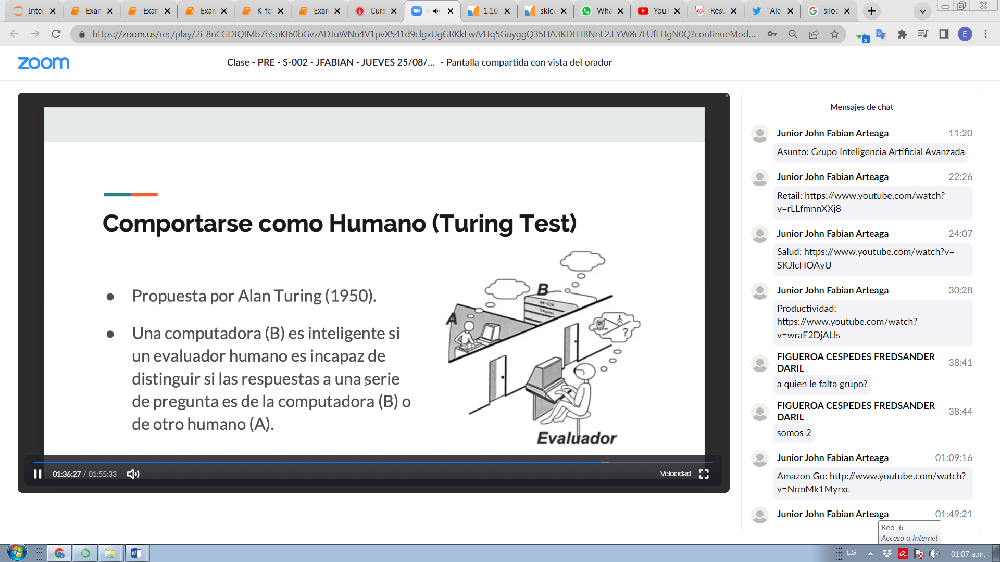 Intel
Exan
Exan
Exan
K-fo
Exan
Curs
1.10
sklea
Wha
YouT
Resu
"Ale
silog
https://zoom.us/rec/play/2i_8nCGDtQIMb7hSoKI60bGvzADTuWNn4V1pvX541d9clgxUgGRKkFwA4Tq5GuyggQ35HA3KDLHBNnL2.EYW8r7LUfFITgN0Q?continueMod...
E
zoom
Clase - PRE - S-002 - JFABIAN - JUEVES 25/08/... - Pantalla compartida con vista del orador
Comportarse como Humano (Turing Test)
● Propuesta por Alan Turing (1950).
● Una computadora (B) es inteligente si
un evaluador humano es incapaz de
distinguir si las respuestas a una serie
de pregunta es de la computadora (B) o
de otro humano (A).
A
B
computer
?
Evaluador
01:36:27 / 01:55:33
Velocidad
Mensajes de chat
Junior John Fabian Arteaga 11:20
Asunto: Grupo Inteligencia Artificial Avanzada
Junior John Fabian Arteaga 22:26
Retail: https://www.youtube.com/watch?
v=rLLfmnnXXj8
Junior John Fabian Arteaga 24:07
Salud: https://www.youtube.com/watch?v=-
SKJIcHOAyU
Junior John Fabian Arteaga 30:28
Productividad:
https://www.youtube.com/watch?
v=wraF2DjALls
FIGUEROA CESPEDES FREDSANDER 38:41
DARIL
a quien le falta grupo?
FIGUEROA CESPEDES FREDSANDER 38:44
DARIL
somos 2
Junior John Fabian Arteaga 01:09:16
Amazon Go: http://www.youtube.com/watch?
v=NrmMk1Myrxc
Junior John Fabian Arteaga 01:49:21
Red 6
Acceso a Internet
ES
01:07 a.m.